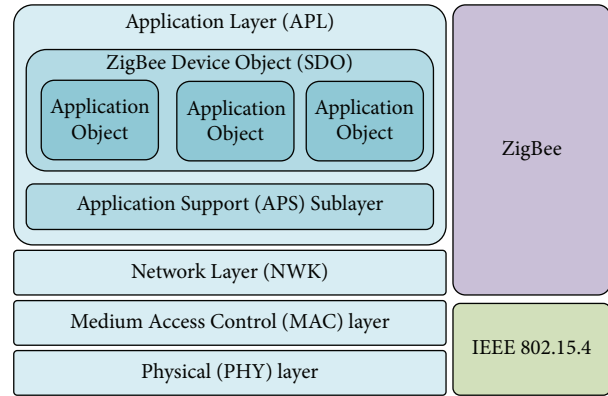 Application Layer (APL)
ZigBee Device Object (SDO)
Application
Object
Application
Object
Application
Object
Application Support (APS) Sublayer
Network Layer (NWK)
Medium Access Control (MAC) layer
Physical (PHY) layer
ZigBee
IEEE 802.15.4